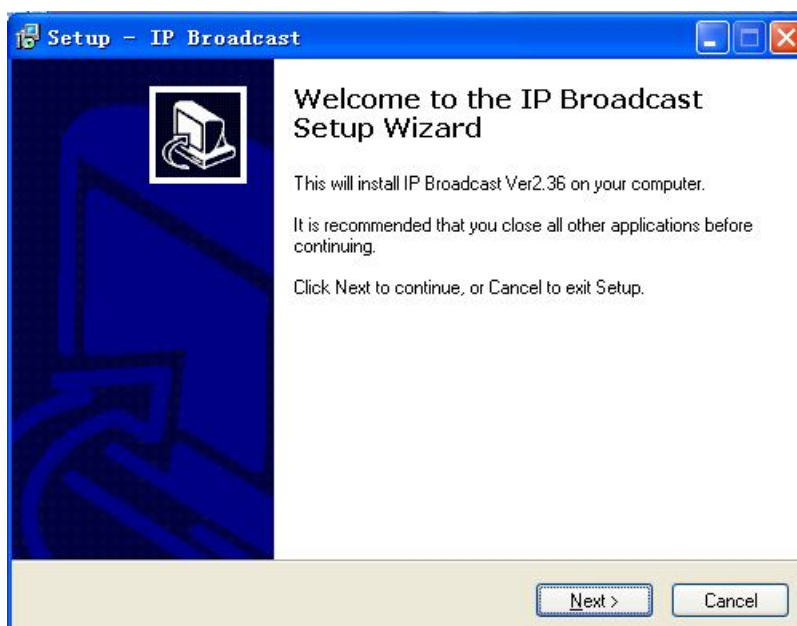 Setup - IP Broadcast
Welcome to the IP Broadcast
Setup Wizard
This will install IP Broadcast Ver2.36 on your computer.
It is recommended that you close all other applications before
continuing.
Click Next to continue, or Cancel to exit Setup.
Next >
Cancel